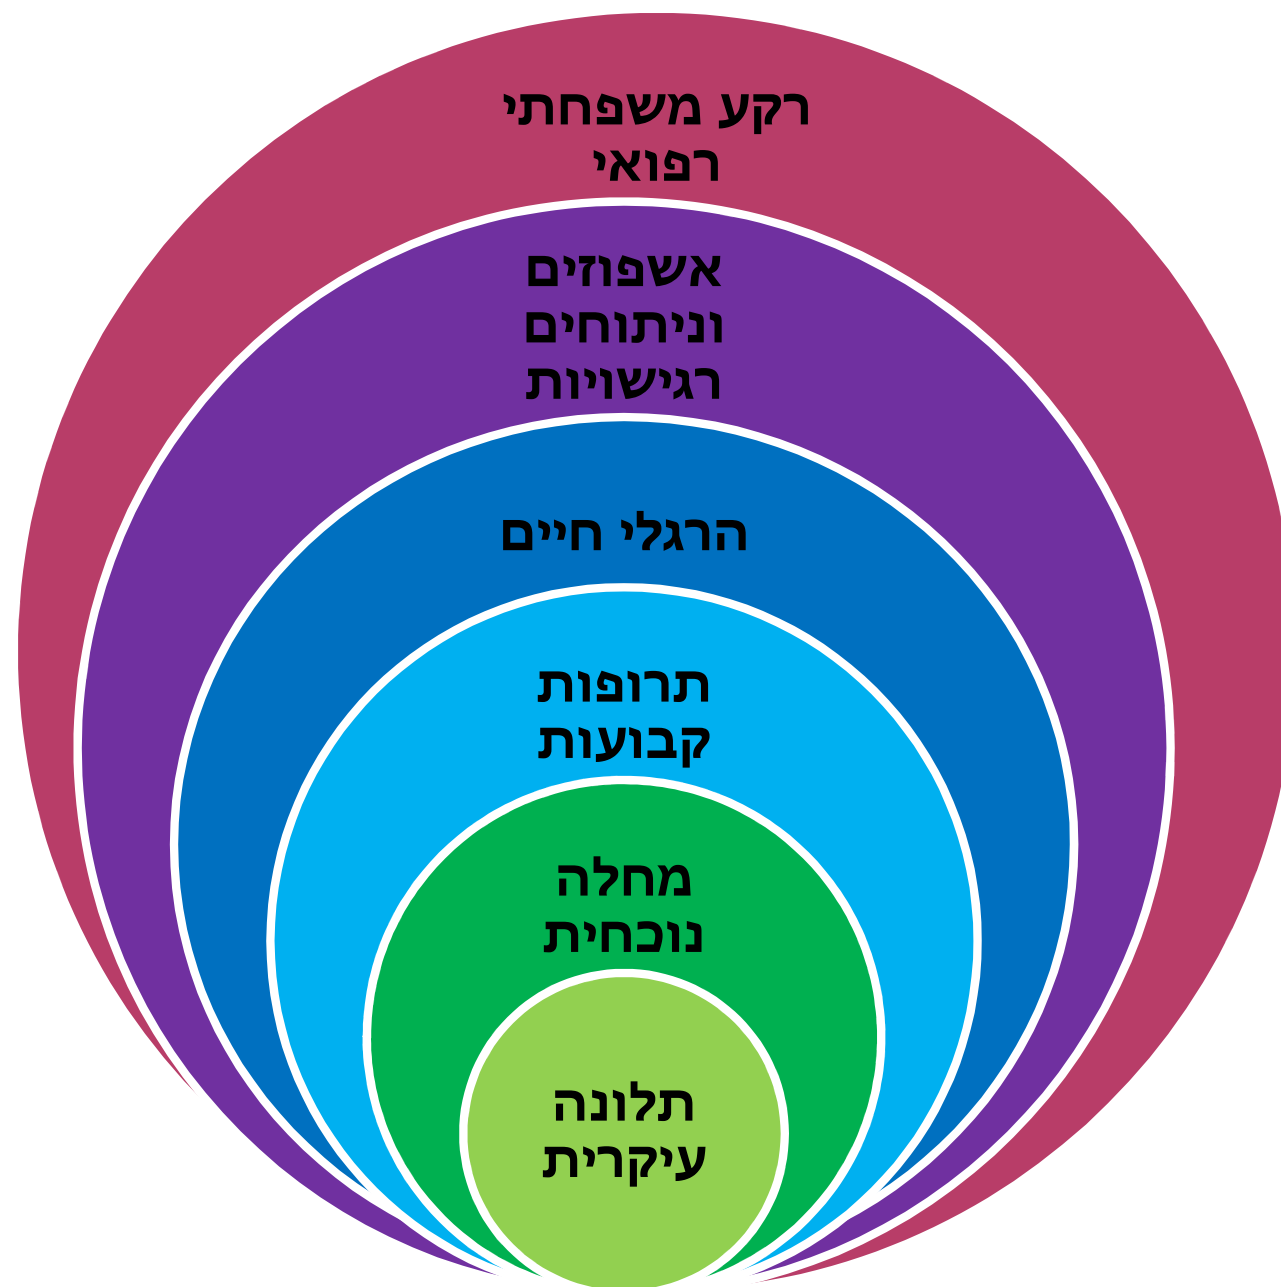 רקע משפחתי
רפואי
אשפוזים
וניתוחים
רגישויות
הרגלי חיים
תרופות
קבועות
מחלה
נוכחית
תלונה
עיקרית